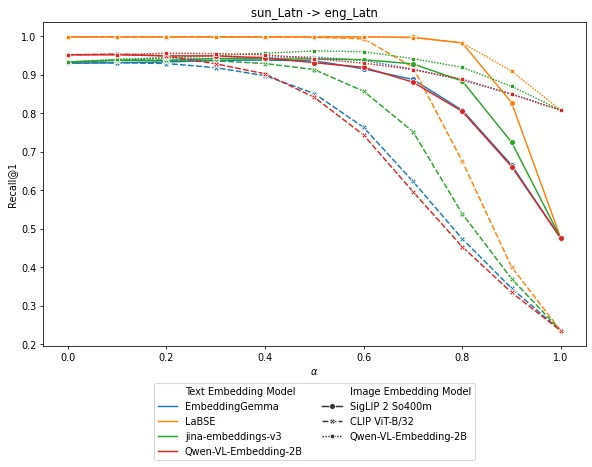 sun_Latn -> eng_Latn
Recall@1
1.0
0.9
0.8
0.7
0.6
0.5
0.4
0.3
0.2
0.0 0.2 0.4 0.6 0.8 1.0
α
Text Embedding Model Image Embedding Model
EmbeddingGemma SigLIP 2 So400m
LaBSE CLIP ViT-B/32
jina-embeddings-v3 Qwen-VL-Embedding-2B
Qwen-VL-Embedding-2B